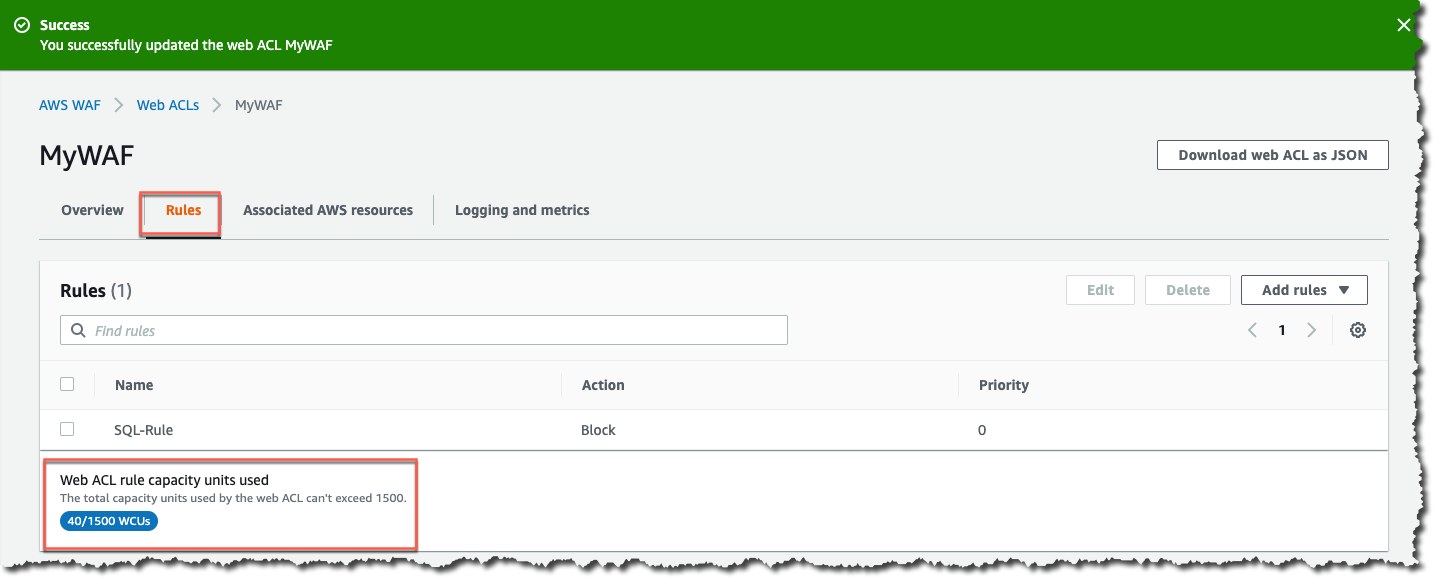 Success
You successfully updated the web ACL MyWAF
AWS WAF > Web ACLs > MyWAF
MyWAF
Download web ACL as JSON
Overview Rules Associated AWS resources Logging and metrics
Rules (1)
Edit Delete Add rules ▼
Find rules
< 1 >
Name Action Priority
SQL-Rule Block 0
Web ACL rule capacity units used
The total capacity units used by the web ACL can't exceed 1500.
40/1500 WCUs